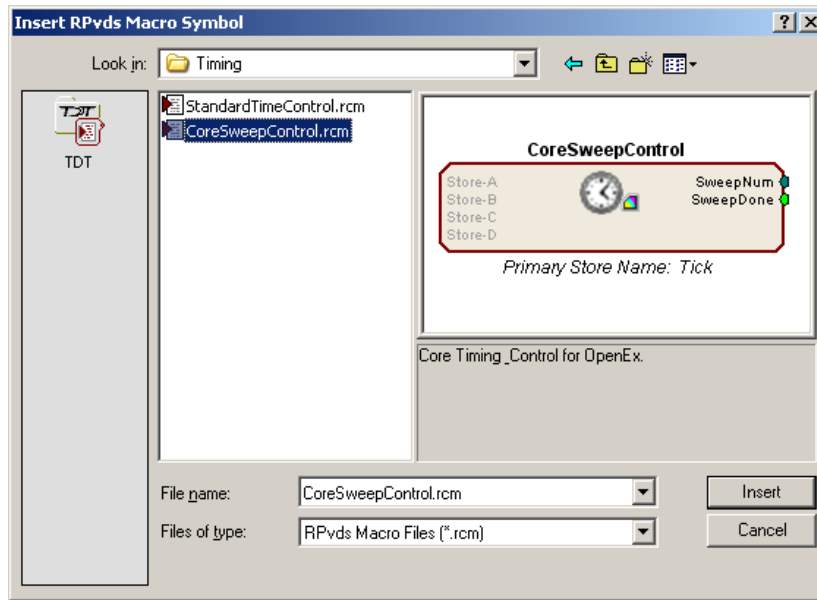 Insert RPvds Macro Symbol
Look in: Timing
TDT
TDT
StandardTimeControl.rcm
CoreSweepControl.rcm
CoreSweepControl
Store-A
Store-B
Store-C
Store-D
SweepNum
SweepDone
Primary Store Name: Tick
Core Timing_Control for OpenEx.
File name: CoreSweepControl.rcm
Insert
Files of type: RPvds Macro Files (*.rcm)
Cancel